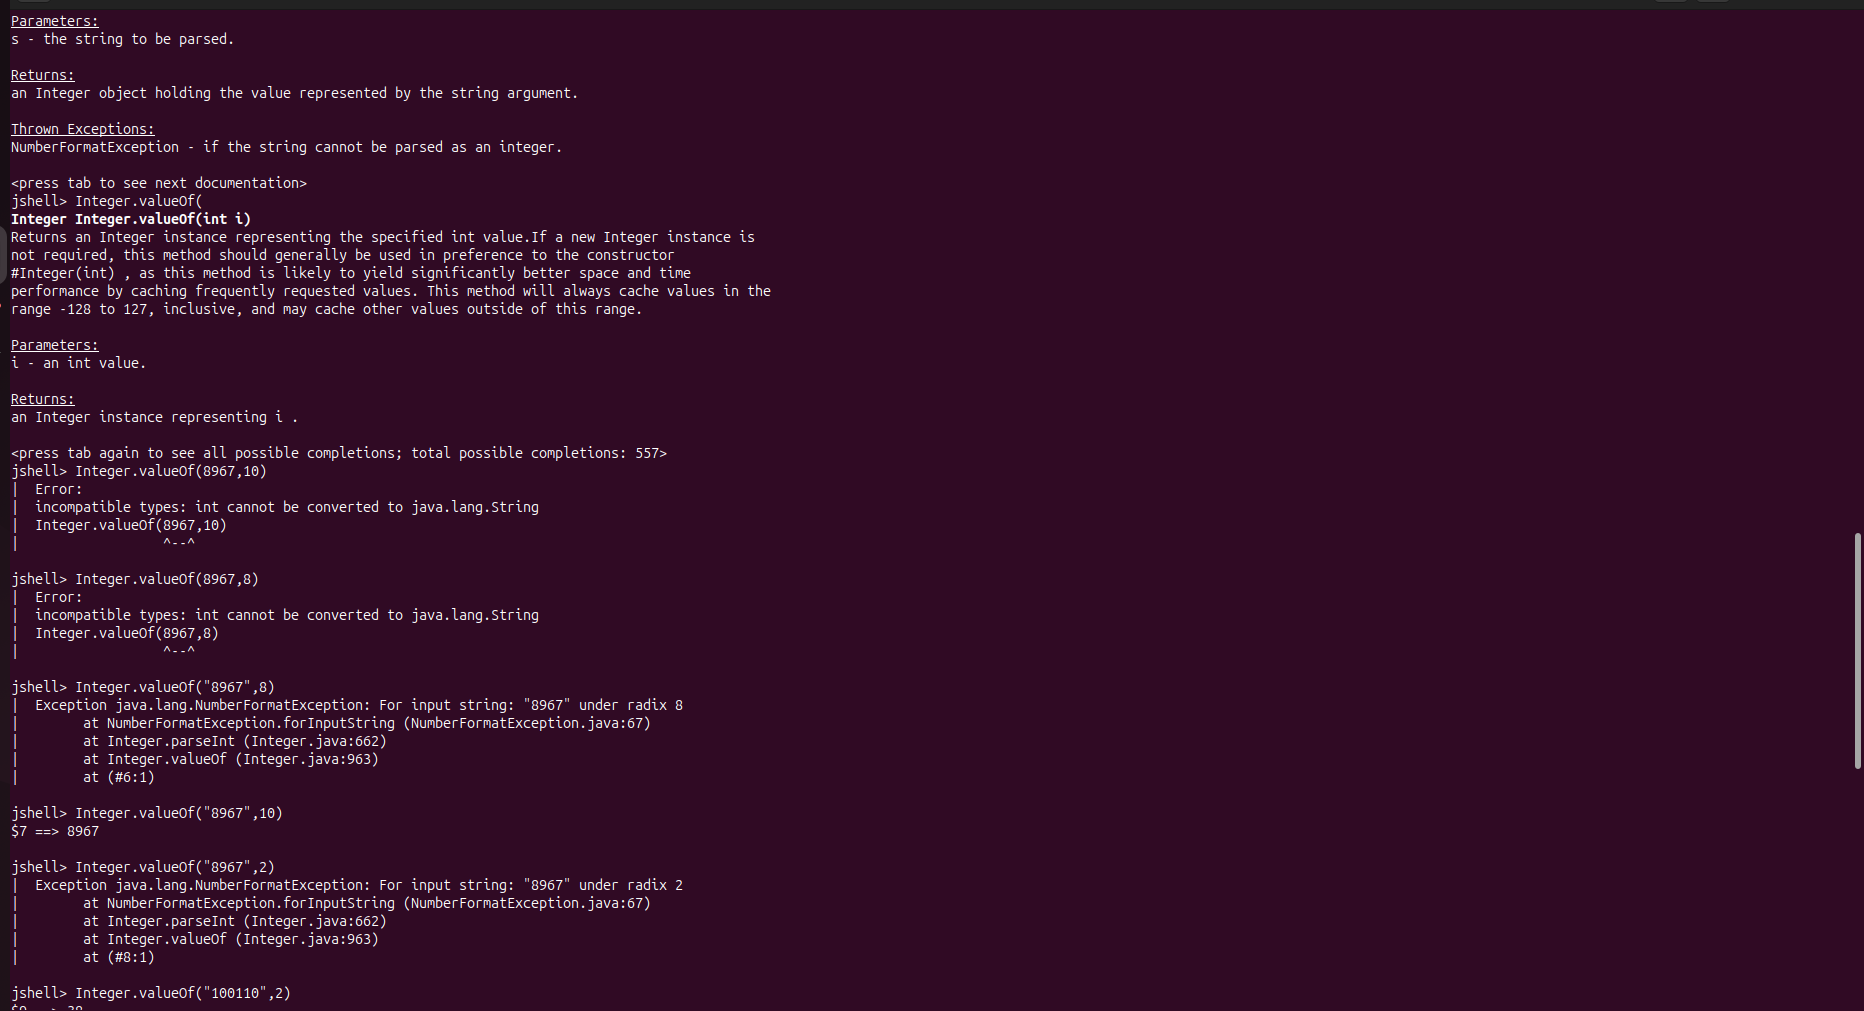 Parameters:
s - the string to be parsed.
Returns:
an Integer object holding the value represented by the string argument.
Thrown Exceptions:
NumberFormatException - if the string cannot be parsed as an integer.
<press tab to see next documentation>
jshell> Integer.valueOf(
Integer Integer.valueOf(int i)
Returns an Integer instance representing the specified int value.If a new Integer instance is
not required, this method should generally be used in preference to the constructor
#Integer(int) , as this method is likely to yield significantly better space and time
performance by caching frequently requested values. This method will always cache values in the
range -128 to 127, inclusive, and may cache other values outside of this range.
Parameters:
i - an int value.
Returns:
an Integer instance representing i .
<press tab again to see all possible completions; total possible completions: 557>
jshell> Integer.valueOf(8967,10)
|  Error:
|  incompatible types: int cannot be converted to java.lang.String
|  Integer.valueOf(8967,10)
|                  ^--^
jshell> Integer.valueOf(8967,8)
|  Error:
|  incompatible types: int cannot be converted to java.lang.String
|  Integer.valueOf(8967,8)
|                  ^--^
jshell> Integer.valueOf("8967",8)
|  Exception java.lang.NumberFormatException: For input string: "8967" under radix 8
|        at NumberFormatException.forInputString (NumberFormatException.java:67)
|        at Integer.parseInt (Integer.java:662)
|        at Integer.valueOf (Integer.java:963)
|        at (#6:1)
jshell> Integer.valueOf("8967",10)
$7 ==> 8967
jshell> Integer.valueOf("8967",2)
|  Exception java.lang.NumberFormatException: For input string: "8967" under radix 2
|        at NumberFormatException.forInputString (NumberFormatException.java:67)
|        at Integer.parseInt (Integer.java:662)
|        at Integer.valueOf (Integer.java:963)
|        at (#8:1)
jshell> Integer.valueOf("100110",2)